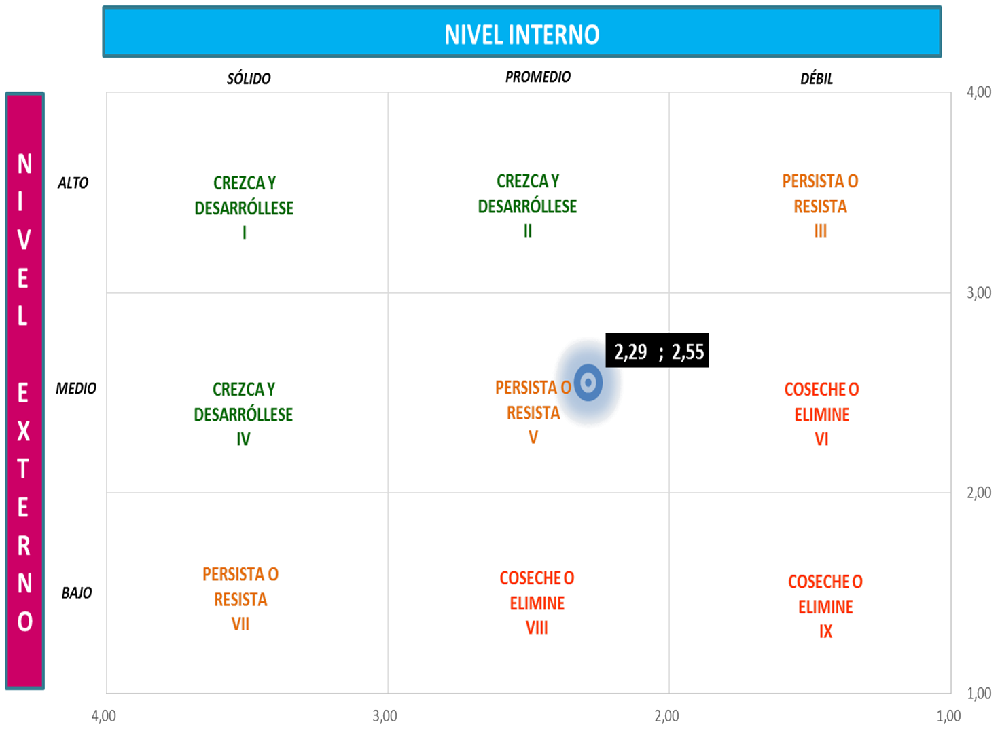 NIVEL INTERNO
SÓLIDO
PROMEDIO
DÉBIL
NIVEL EXTERNO
ALTO
CREZCA Y
DESARRÓLLESE
I
CREZCA Y
DESARRÓLLESE
II
PERSISTA O
RESISTA
III
4,00
3,00
MEDIO
CREZCA Y
DESARRÓLLESE
IV
2,29 ; 2,55
PERSISTA O
RESISTA
V
COSECHE O
ELIMINE
VI
2,00
BAJO
PERSISTA O
RESISTA
VII
COSECHE O
ELIMINE
VIII
COSECHE O
ELIMINE
IX
1,00
4,00
3,00
2,00
1,00